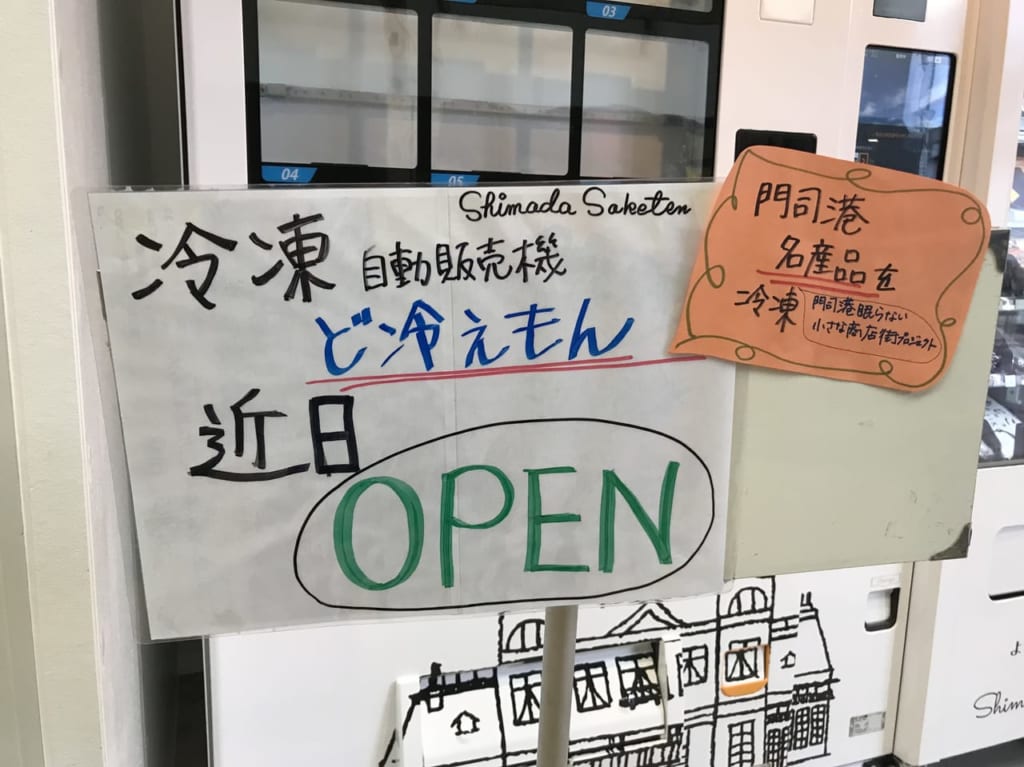 03
04
05
Shimada Saketen
冷凍 自動販売機
ど冷えもん
近日
OPEN
門司港
名産品を
冷凍
門司港眠らない
小さな商店街プロジェクト
よ
Shim